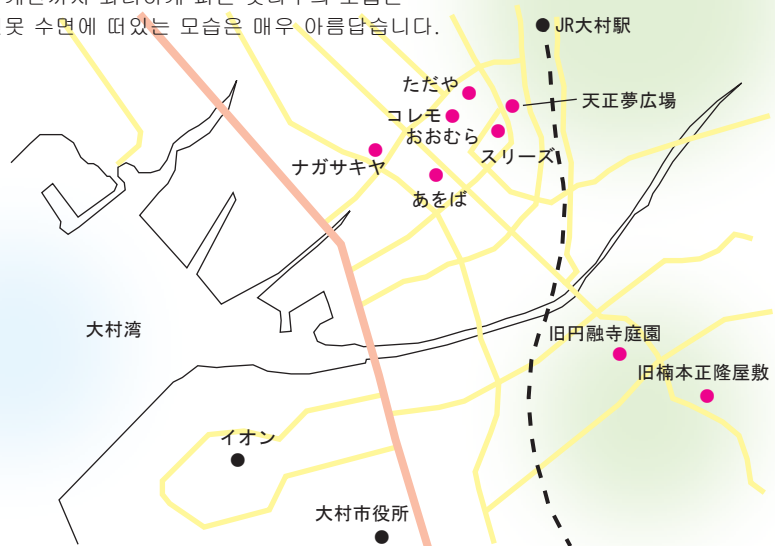 수면에 떠있는 모습은 매우 아름답습니다.
JR大村駅
ただや
天正夢広場
コレモ
おおむら
スリーズ
ナガサキヤ
あをば
大村湾
旧円融寺庭園
旧楠本正隆屋敷
イオン
大村市役所